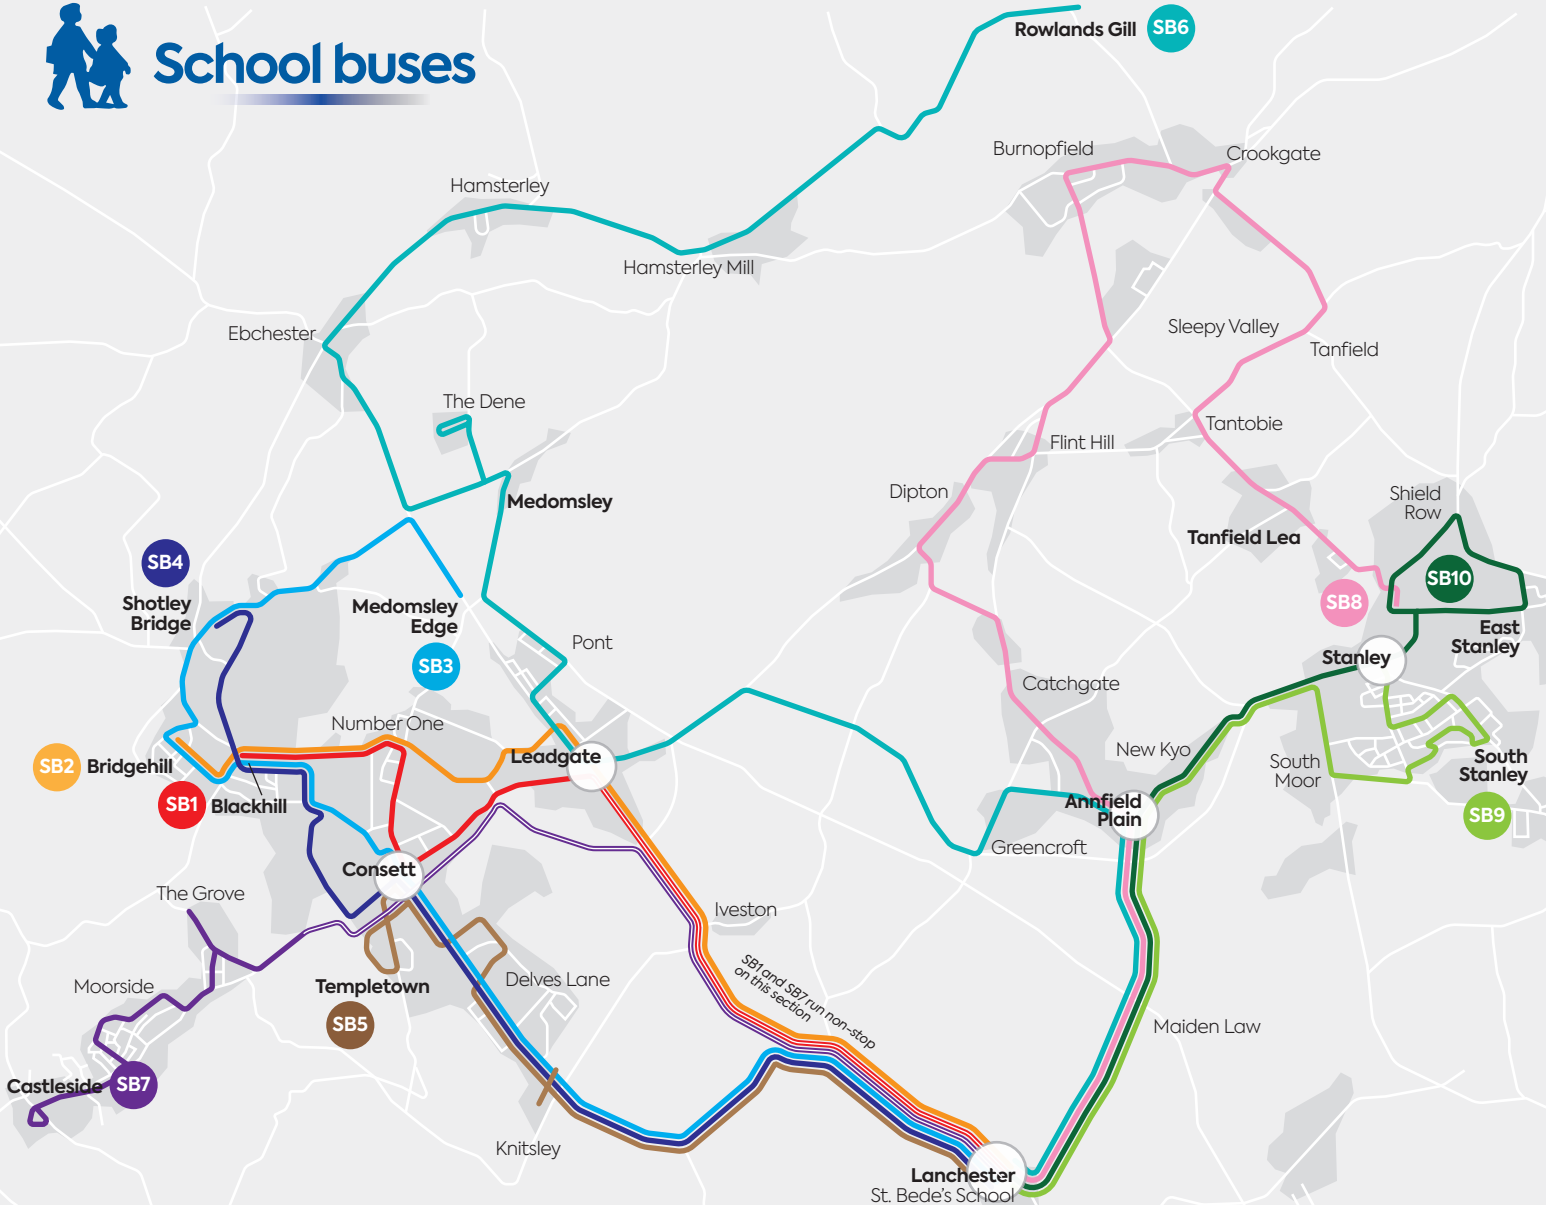 School buses
Rowlands Gill
SB6
Burnopfield
Crookgate
Hamsterley
Hamsterley Mill
Ebchester
Sleepy Valley
Tanfield
The Dene
Tantobie
Flint Hill
Dipton
Medomsley
Shield
Row
Tanfield Lea
SB4
Shotley
Bridge
SB10
SB8
Medomsley
Edge
SB3
East
Stanley
Pont
Stanley
Catchgate
Number One
New Kyo
Leadgate
SB2
Bridgehill
South
Moor
South
Stanley
SB1
Blackhill
Annfield
Plain
SB9
Greencroft
Consett
The Grove
Iveston
SB1 and SB7 run non-stop
on this section
Moorside
Templetown
Delves Lane
SB5
Maiden Law
Castleside
SB7
Knitsley
Lanchester
St. Bede's School